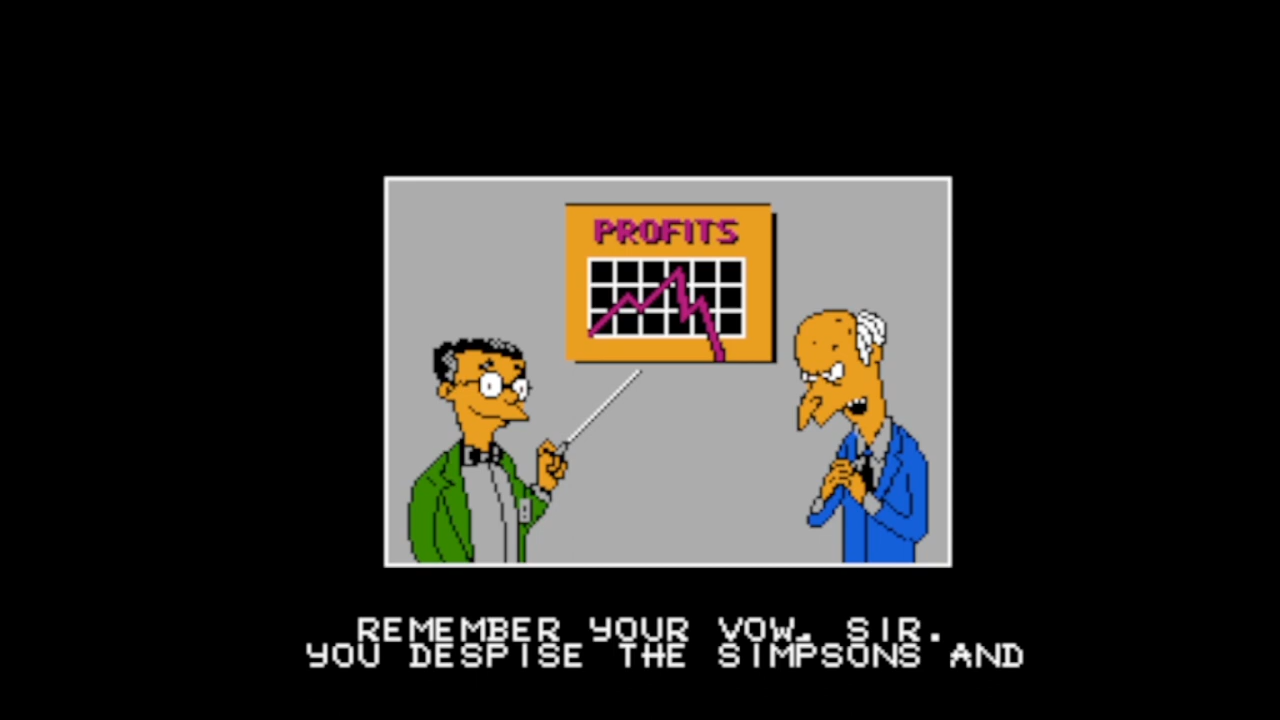 PROFITS
REMEMBER YOUR VOW, SIR.
YOU DESPISE THE SIMPSONS AND